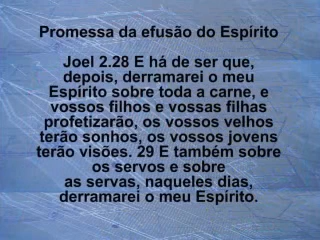 Promessa da efusão do Espírito
Joel 2.28 E há de ser que,
depois, derramarei o meu
Espírito sobre toda a carne, e
vossos filhos e vossas filhas
profetizarão, os vossos velhos
terão sonhos, os vossos jovens
terão visões. 29 E também sobre
os servos e sobre
as servas, naqueles dias,
derramarei o meu Espírito.